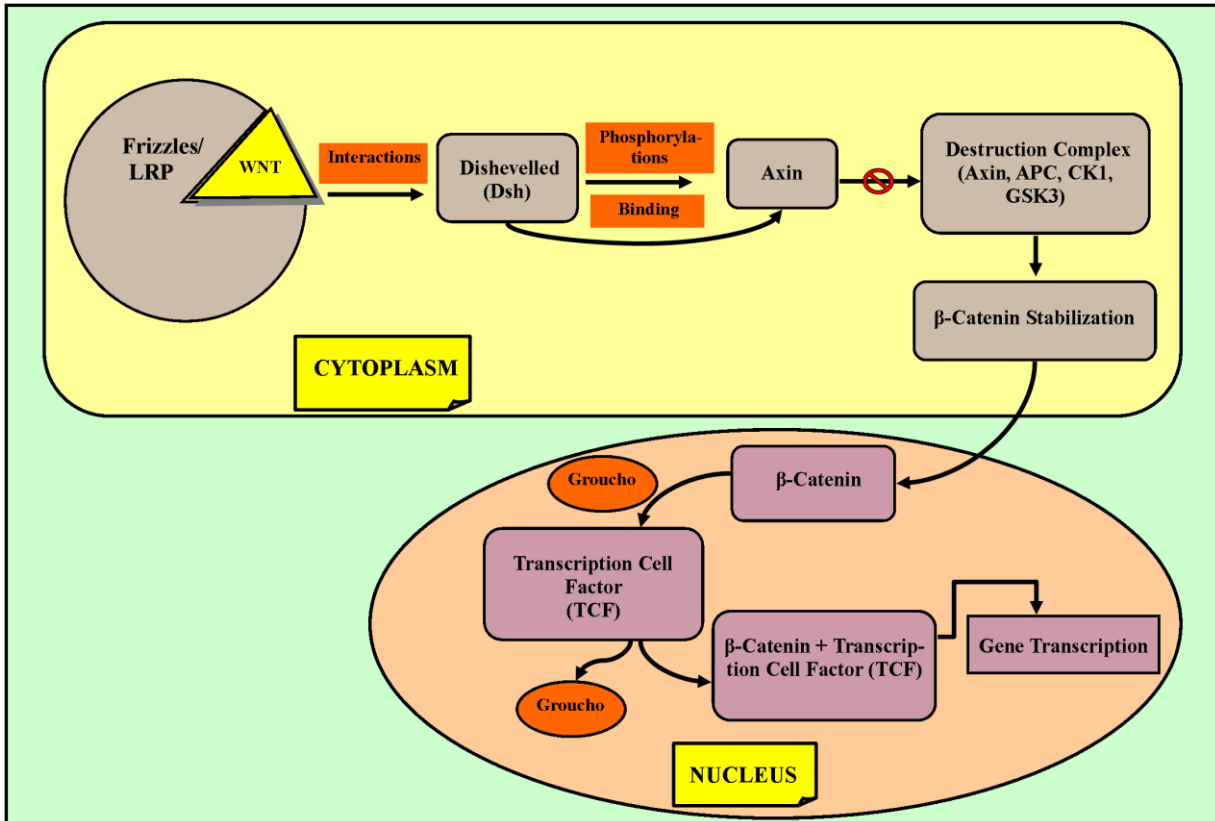 Frizzles/
LRP
WNT
Interactions
Dishevelled
(Dsh)
Phosphoryla-
tions
Binding
Axin
Destruction Complex
(Axin, APC, CK1,
GSK3)
β-Catenin Stabilization
CYTOPLASM
Groucho
β-Catenin
Transcription Cell
Factor
(TCF)
β-Catenin + Transcrip-
tion Cell Factor (TCF)
Gene Transcription
Groucho
NUCLEUS